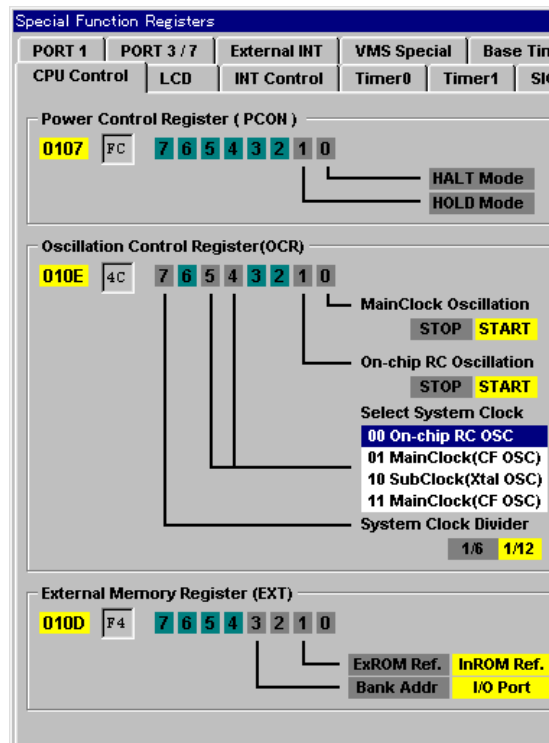 Special Function Registers
PORT 1 PORT 3 / 7 External INT VMS Special Base Tin
CPU Control LCD INT Control Timer0 Timer1 SI
Power Control Register ( PCON )
0107 FC 7 6 5 4 3 2 1 0
HALT Mode
HOLD Mode
Oscillation Control Register(OCR)
010E 4C 7 6 5 4 3 2 1 0
MainClock Oscillation
STOP START
On-chip RC Oscillation
STOP START
Select System Clock
00 On-chip RC OSC
01 MainClock(CF OSC)
10 SubClock(Xtal OSC)
11 MainClock(CF OSC)
System Clock Divider
1/6 1/12
External Memory Register (EXT)
010D F4 7 6 5 4 3 2 1 0
ExROM Ref. InROM Ref.
Bank Addr I/O Port